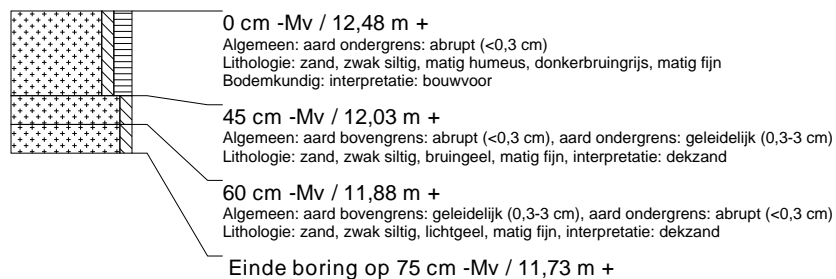 0 cm -Mv / 12,48 m +
Algemeen: aard ondergrens: abrupt (<0,3 cm)
Lithologie: zand, zwak siltig, matig humeus, donkerbruingrijs, matig fijn
Bodemkundig: interpretatie: bouwvoor
45 cm -Mv / 12,03 m +
Algemeen: aard bovengrens: abrupt (<0,3 cm), aard ondergrens: geleidelijk (0,3-3 cm)
Lithologie: zand, zwak siltig, bruingeel, matig fijn, interpretatie: dekzand
60 cm -Mv / 11,88 m +
Algemeen: aard bovengrens: geleidelijk (0,3-3 cm), aard ondergrens: abrupt (<0,3 cm)
Lithologie: zand, zwak siltig, lichtgeel, matig fijn, interpretatie: dekzand
Einde boring op 75 cm -Mv / 11,73 m +